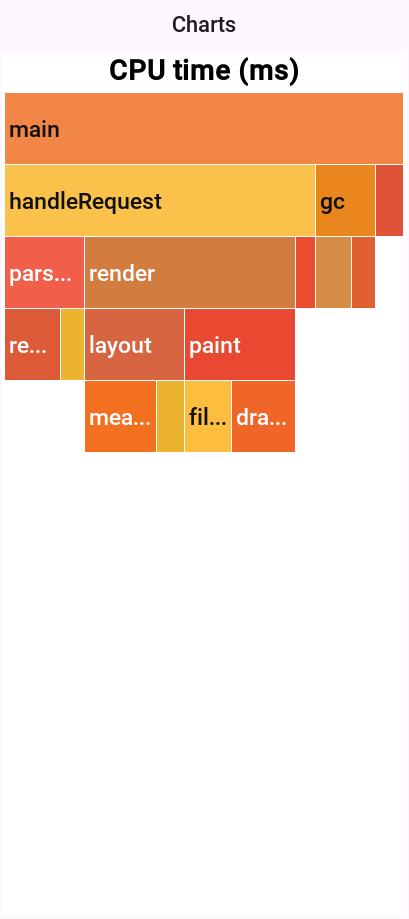 Charts
CPU time (ms)
main
handleRequest
gc
pars...
render
re...
layout
paint
mea...
fil...
dra...